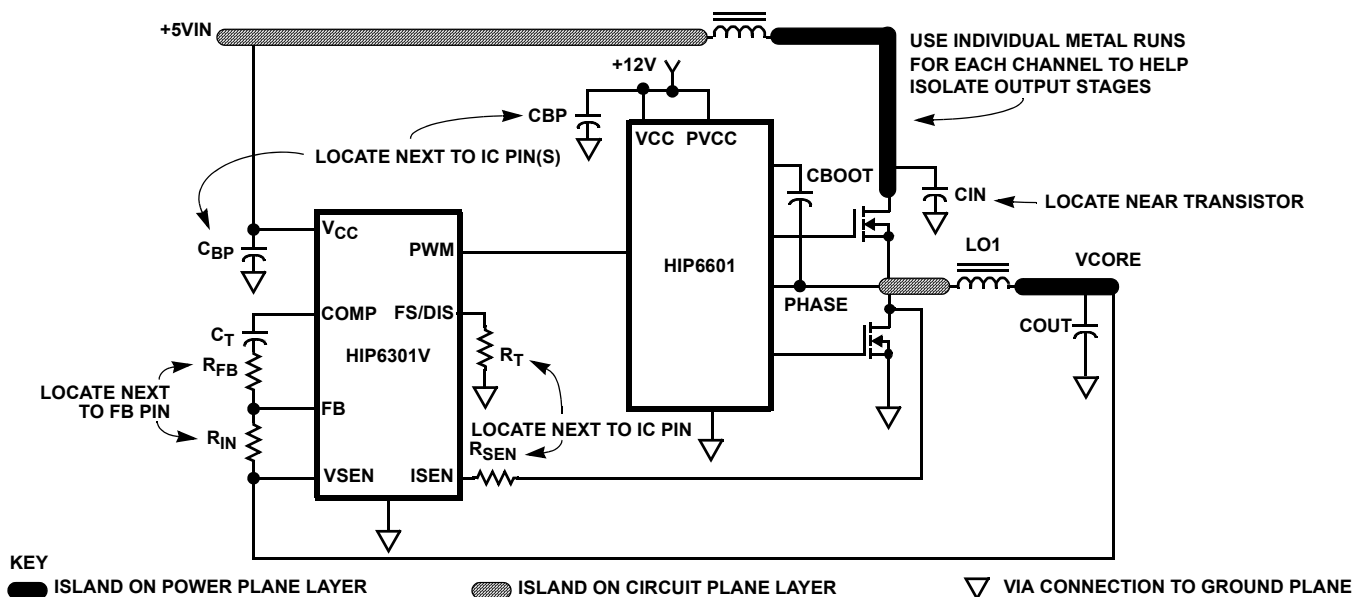 +5VIN
USE INDIVIDUAL METAL RUNS
FOR EACH CHANNEL TO HELP
ISOLATE OUTPUT STAGES
+12V
CBP
VCC PVCC
LOCATE NEXT TO IC PIN(S)
CBOOT
CIN
LOCATE NEAR TRANSISTOR
VCC
PWM
CBP
HIP6601
LO1
VCORE
PHASE
COMP
FS/DIS
COUT
CT
HIP6301V
RT
RFB
LOCATE NEXT
TO FB PIN
FB
RIN
LOCATE NEXT TO IC PIN
RSEN
VSEN
ISEN
KEY
ISLAND ON POWER PLANE LAYER
ISLAND ON CIRCUIT PLANE LAYER
VIA CONNECTION TO GROUND PLANE